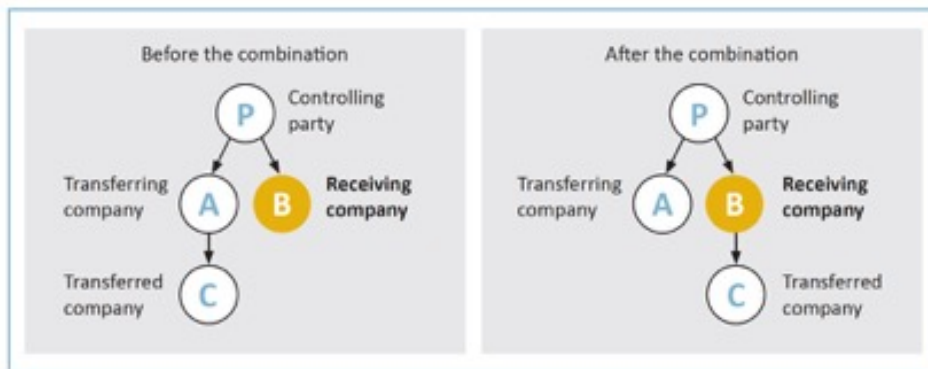 Before the combination
P
Controlling
party
Transferring
company
A
B
Receiving
company
Transferred
company
C
After the combination
P
Controlling
party
Transferring
company
A
B
Receiving
company
C
Transferred
company